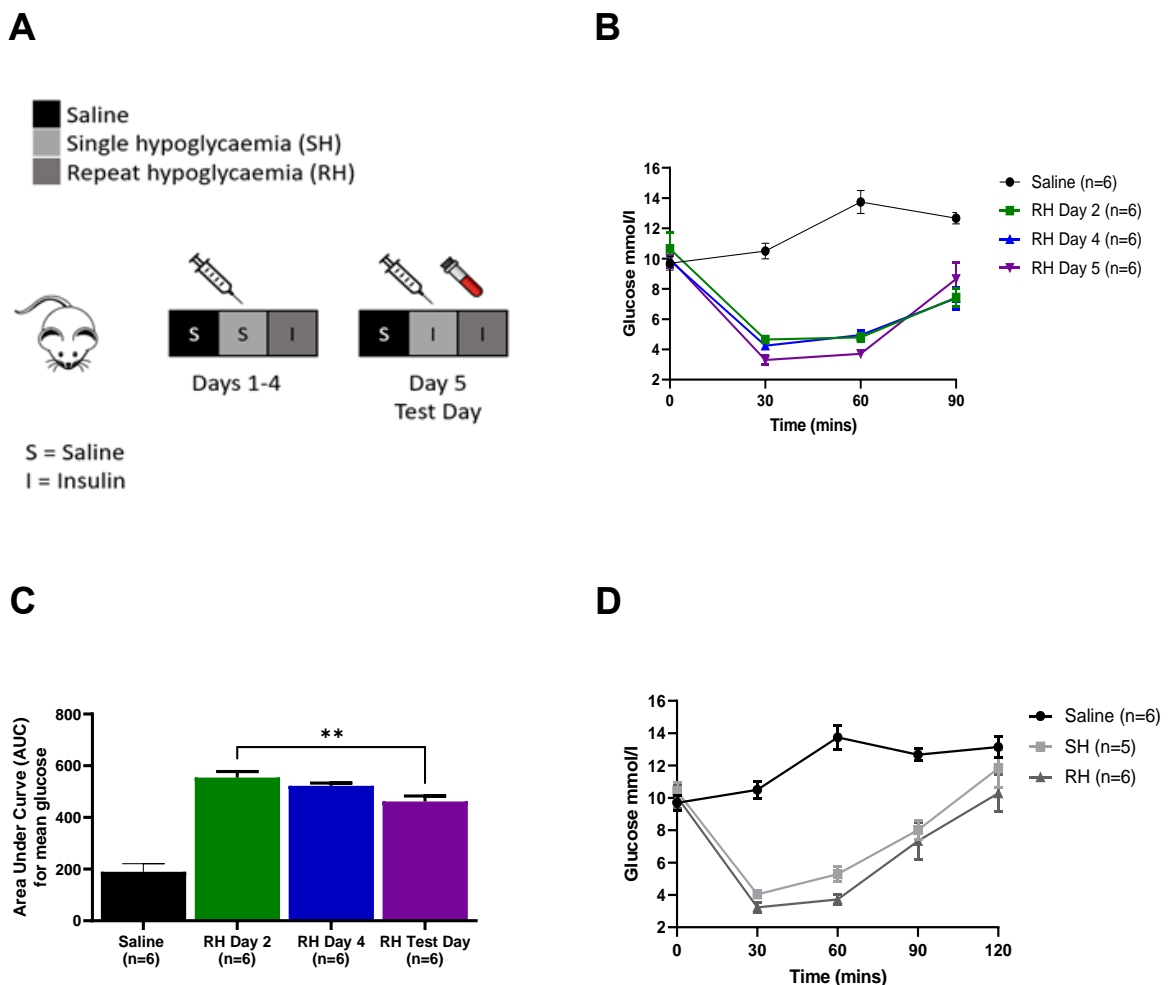 A
Saline
Single hypoglycaemia (SH)
Repeat hypoglycaemia (RH)
S S I
S I I
Days 1-4
Day 5
Test Day
S = Saline
I = Insulin
B
Glucose mmol/l
16
14
12
10
8
6
4
2
0 30 60 90
Time (mins)
Saline (n=6)
RH Day 2 (n=6)
RH Day 4 (n=6)
RH Day 5 (n=6)
C
Area Under Curve (AUC)
for mean glucose
800
600
400
200
0
**
Saline
(n=6)
RH Day 2
(n=6)
RH Day 4
(n=6)
RH Test Day
(n=6)
D
Glucose mmol/l
16
14
12
10
8
6
4
2
0 30 60 90 120
Time (mins)
Saline (n=6)
SH (n=5)
RH (n=6)